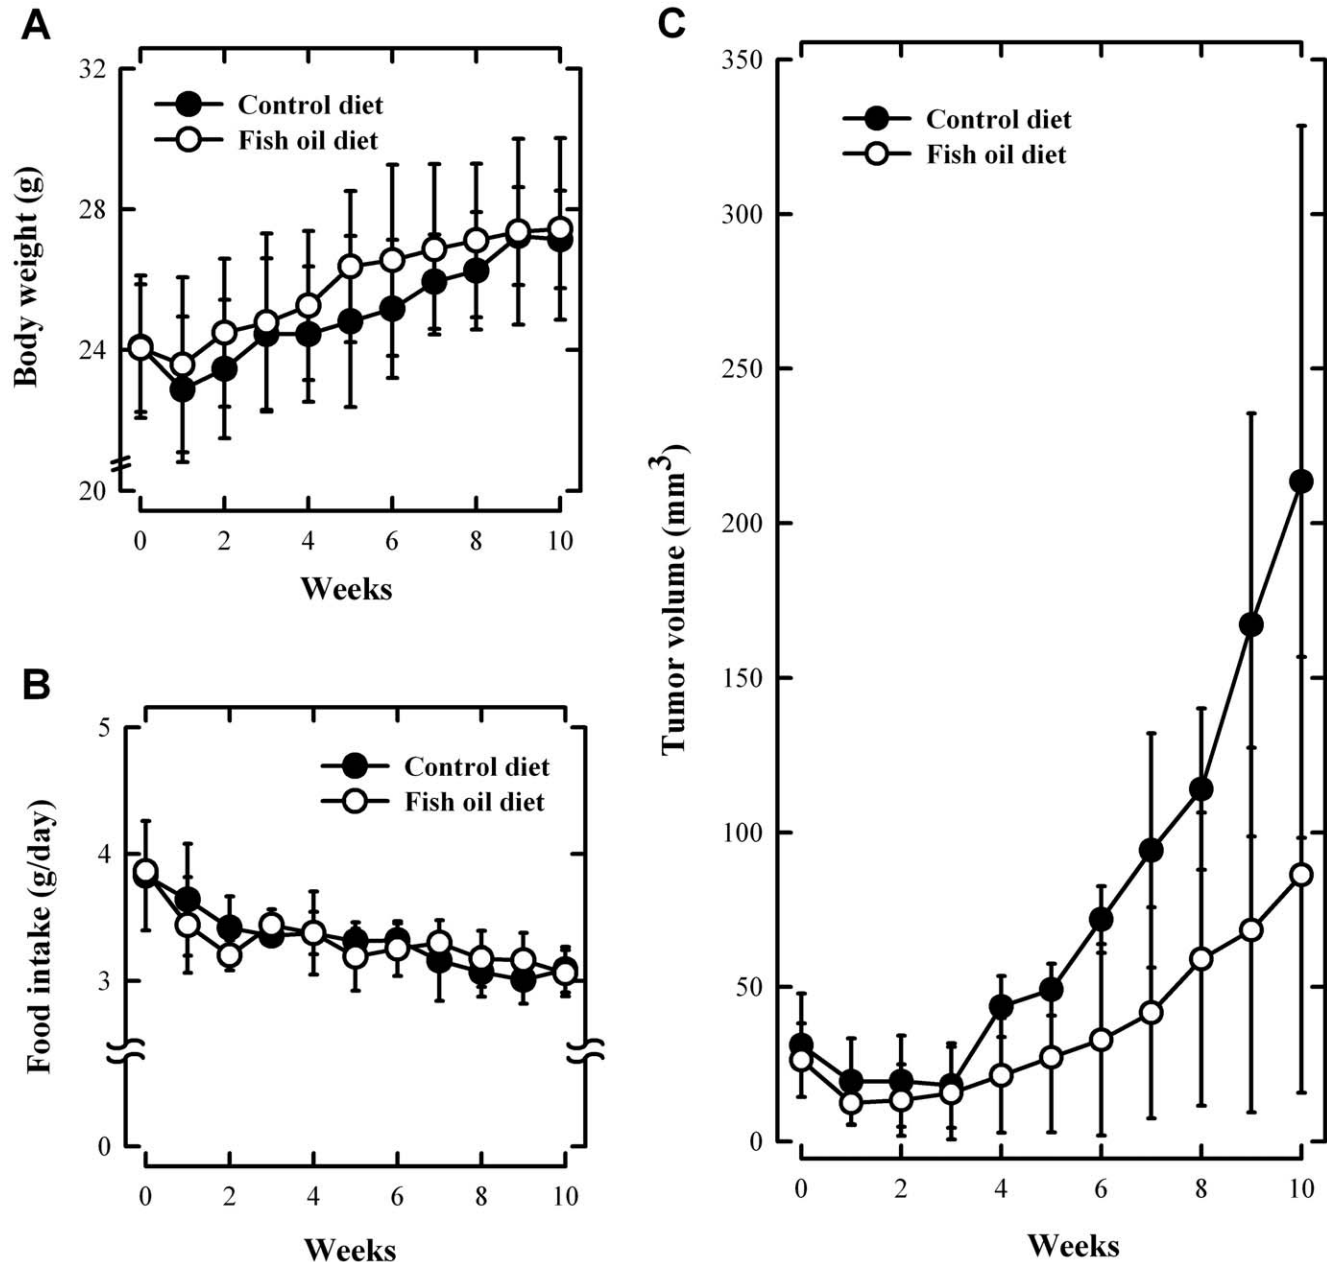 A
32
28
24
20
Body weight (g)
Control diet
Fish oil diet
0 2 4 6 8 10
Weeks
B
5
4
3
0
Food intake (g/day)
Control diet
Fish oil diet
0 2 4 6 8 10
Weeks
C
350
300
250
200
150
100
50
0
Tumor volume (mm³)
Control diet
Fish oil diet
0 2 4 6 8 10
Weeks